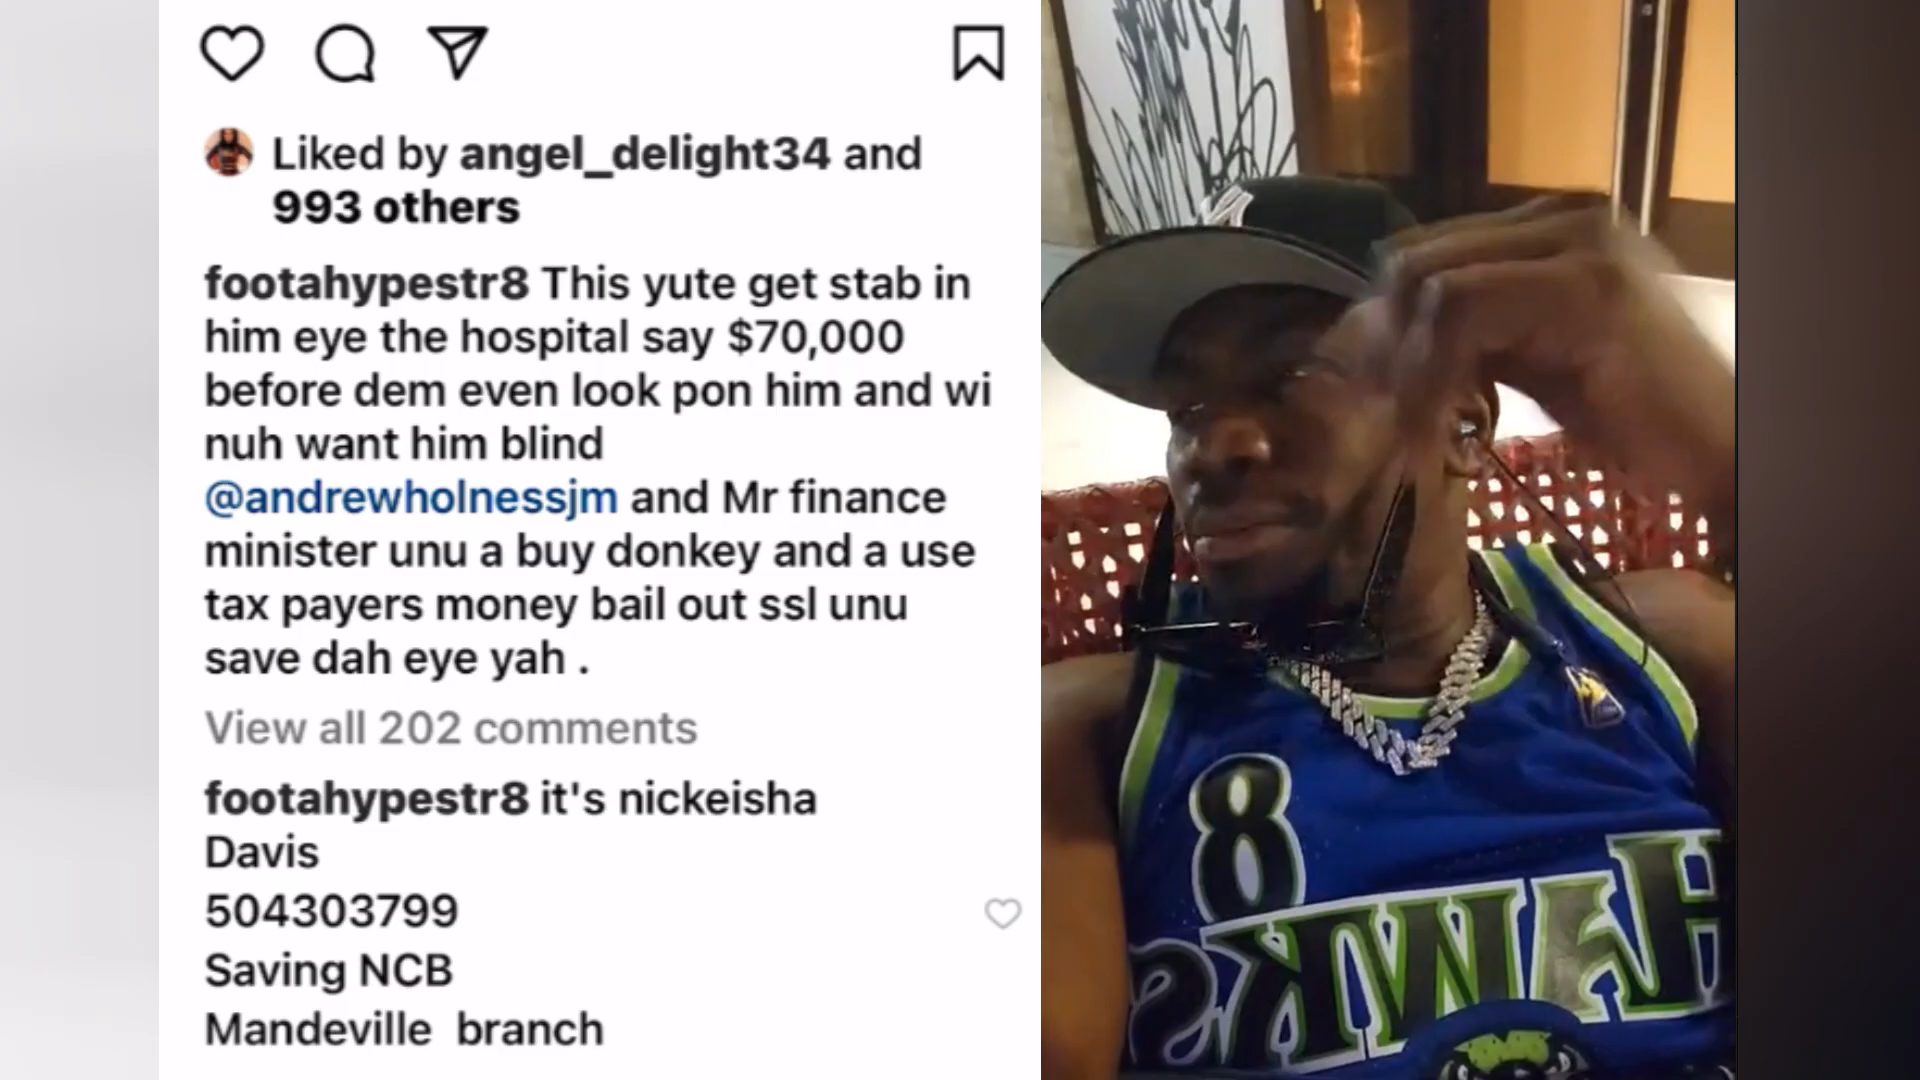 Liked by angel_delight34 and
993 others
footahypestr8 This yute get stab in
him eye the hospital say $70,000
before dem even look pon him and wi
nuh want him blind
@andrewholnessjm and Mr finance
minister unu a buy donkey and a use
tax payers money bail out ssl unu
save dah eye yah .
View all 202 comments
footahypestr8 it's nickeisha
Davis
504303799
Saving NCB
Mandeville branch
8
HAWKS